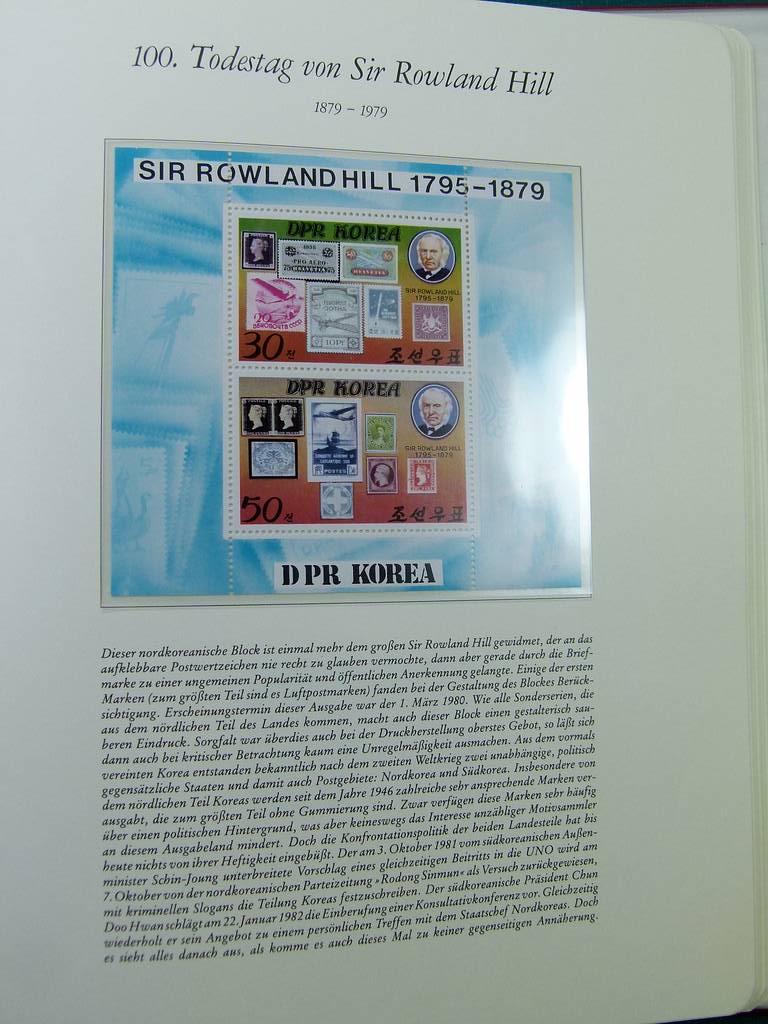 100. Todestag von Sir Rowland Hill
1879 – 1979
SIR ROWLAND HILL 1795-1879
DPR KOREA
1938
PRO AERO
75 HELVETIA 75
HELVETIA
SIR ROWLAND HILL
1795-1879
20
GOTHA
10 Pf
30 전
조선우표
DPR KOREA
POSTES
SIR ROWLAND HILL
1795-1879
50 전
조선우표
DPR KOREA
Dieser nordkoreanische Block ist einmal mehr dem großen Sir Rowland Hill gewidmet, der an das
aufklebbare Postwertzeichen nie recht zu glauben vermochte, dann aber gerade durch die Brief-
marke zu einer ungemeinen Popularität und öffentlichen Anerkennung gelangte. Einige der ersten
Marken (zum größten Teil sind es Luftpostmarken) fanden bei der Gestaltung des Blockes Berück-
sichtigung. Erscheinungstermin dieser Ausgabe war der 1. März 1980. Wie alle Sonderserien, die
aus dem nördlichen Teil des Landes kommen, macht auch dieser Block einen gestalterisch sau-
beren Eindruck. Sorgfalt war überdies auch bei der Druckherstellung oberstes Gebot, so läßt sich
dann auch bei kritischer Betrachtung kaum eine Unregelmäßigkeit ausmachen. Aus dem vormals
vereinten Korea entstanden bekanntlich nach dem zweiten Weltkrieg zwei unabhängige, politisch
gegensätzliche Staaten und damit auch Postgebiete: Nordkorea und Südkorea. Insbesondere von
dem nördlichen Teil Koreas werden seit dem Jahre 1946 zahlreiche sehr ansprechende Marken ver-
ausgabt, die zum größten Teil ohne Gummierung sind. Zwar verfügen diese Marken sehr häufig
über einen politischen Hintergrund, was aber keineswegs das Interesse unzähliger Motivsammler
an diesem Ausgabeland mindert. Doch die Konfrontationspolitik der beiden Landesteile hat bis
heute nichts von ihrer Heftigkeit eingebüßt. Der am 3. Oktober 1981 vom südkoreanischen Außen-
minister Schin-Joung unterbreitete Vorschlag eines gleichzeitigen Beitritts in die UNO wird am
7. Oktober von der nordkoreanischen Parteizeitung »Rodong Sinmun« als Versuch zurückgewiesen,
mit kriminellen Slogans die Teilung Koreas festzuschreiben. Der südkoreanische Präsident Chun
Doo Hwan schlägt am 22. Januar 1982 die Einberufung einer Konsultativkonferenz vor. Gleichzeitig
wiederholt er sein Angebot zu einem persönlichen Treffen mit dem Staatschef Nordkoreas. Doch
es sieht alles danach aus, als komme es auch dieses Mal zu keiner gegenseitigen Annäherung.